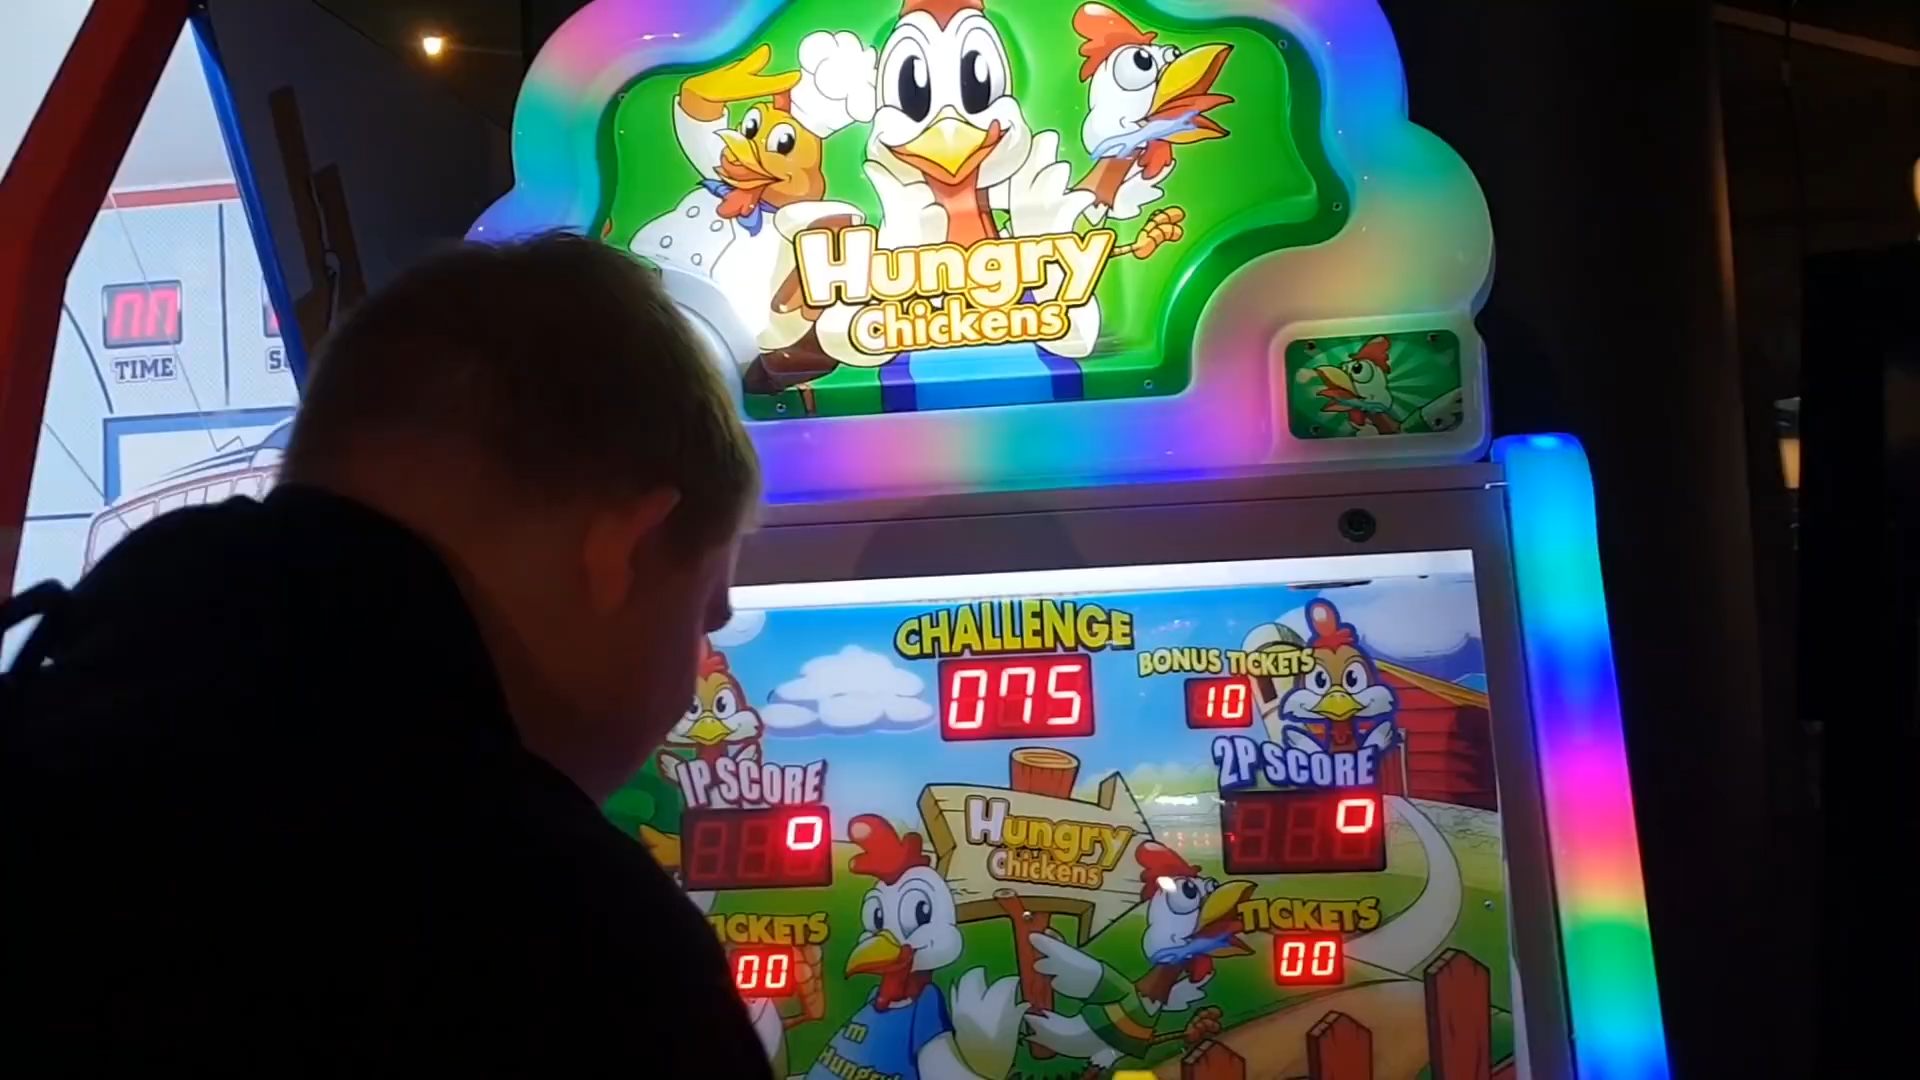 Hungry
Chickens
TIME
CHALLENGE
075
BONUS TICKETS
10
1P SCORE
0
2P SCORE
0
Hungry
Chickens
TICKETS
00
TICKETS
00